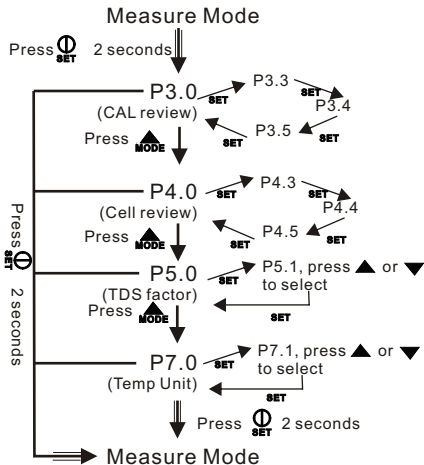 Measure Mode
Press SET 2 seconds
P3.0 SET P3.3 SET P3.4
(CAL review) SET P3.5 SET
Press MODE
P4.0 SET P4.3 SET P4.4
(Cell review) SET P4.5 SET
Press MODE
P5.0 SET P5.1, press ▲ or ▼
to select
(TDS factor) SET
Press MODE
P7.0 SET P7.1, press ▲ or ▼
to select
(Temp Unit) SET
Press SET 2 seconds
Press SET 2 seconds
Measure Mode